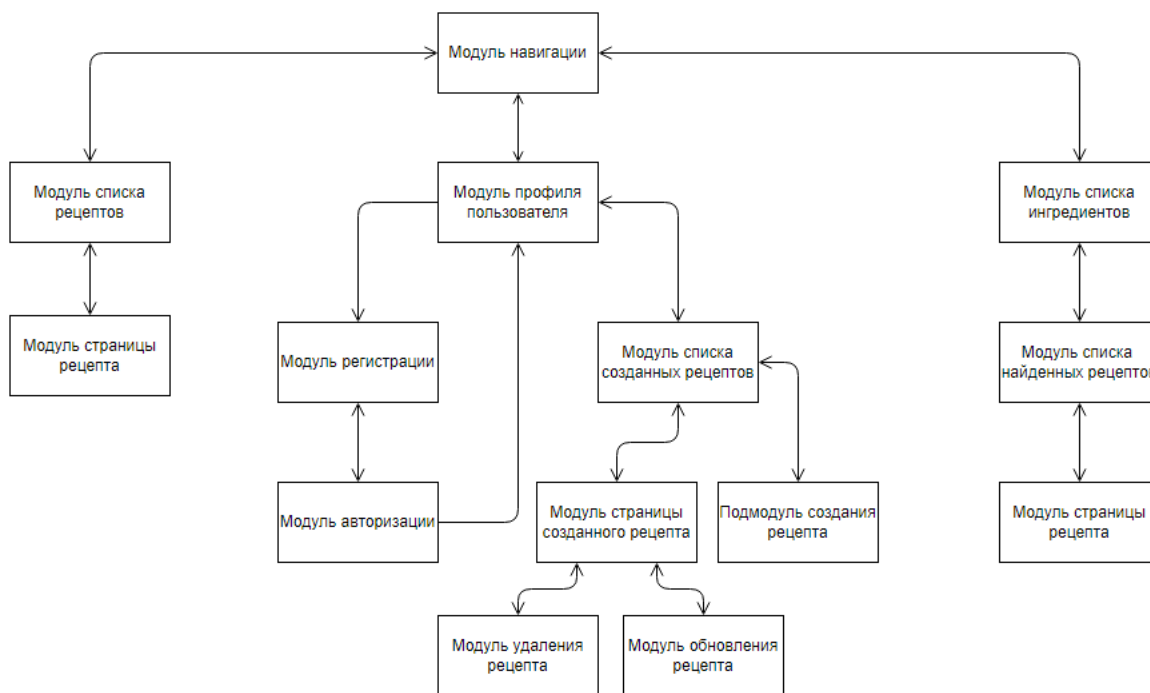 Модуль навигации
Модуль списка
рецептов
Модуль профиля
пользователя
Модуль списка
ингредиентов
Модуль страницы
рецепта
Модуль регистрации
Модуль списка
созданных рецептов
Модуль списка
найденных рецептов
Модуль авторизации
Модуль страницы
созданного рецепта
Подмодуль создания
рецепта
Модуль страницы
рецепта
Модуль удаления
рецепта
Модуль обновления
рецепта